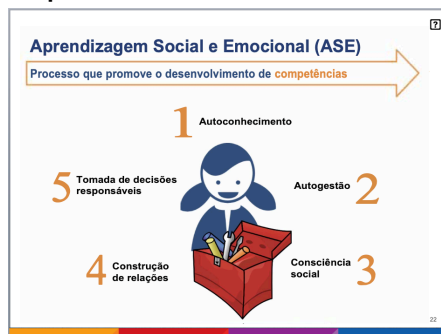 ?
Aprendizagem Social e Emocional (ASE)
Processo que promove o desenvolvimento de competências
1 Autoconhecimento
Autogestão 2
Consciência
social 3
4 Construção
de relações
5 Tomada de decisões
responsáveis
22